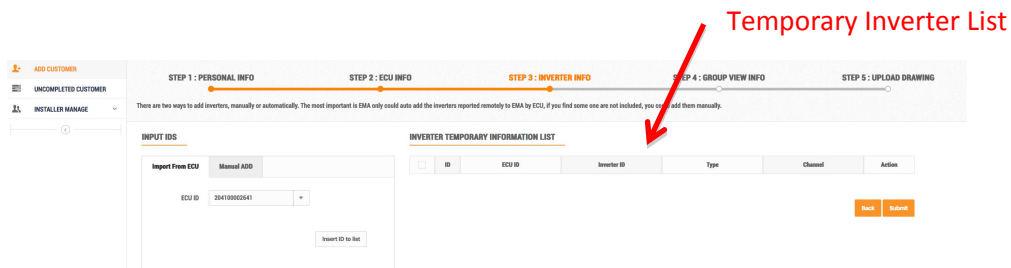 Temporary Inverter List
ADD CUSTOMER
UNCOMPLETED CUSTOMER
INSTALLER MANAGE
STEP 1 : PERSONAL INFO
STEP 2 : ECU INFO
STEP 3 : INVERTER INFO
STEP 4 : GROUP VIEW INFO
STEP 5 : UPLOAD DRAWING
There are two ways to add inverters, manually or automatically. The most important is EMA only could auto add the inverters reported remotely to EMA by ECU, if you find some one are not included, you could add them manually.
INPUT IDS
Import From ECU
Manual ADD
ECU ID
204100002641
Insert ID to list
INVERTER TEMPORARY INFORMATION LIST
ID ECU ID Inverter ID Type Channel Action
Back Submit